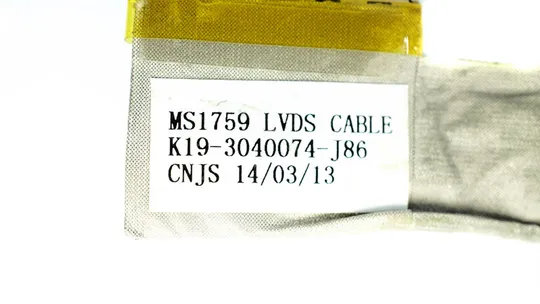 MS1759 LVDS CABLE
K19-3040074-J86
CNJS 14/03/13